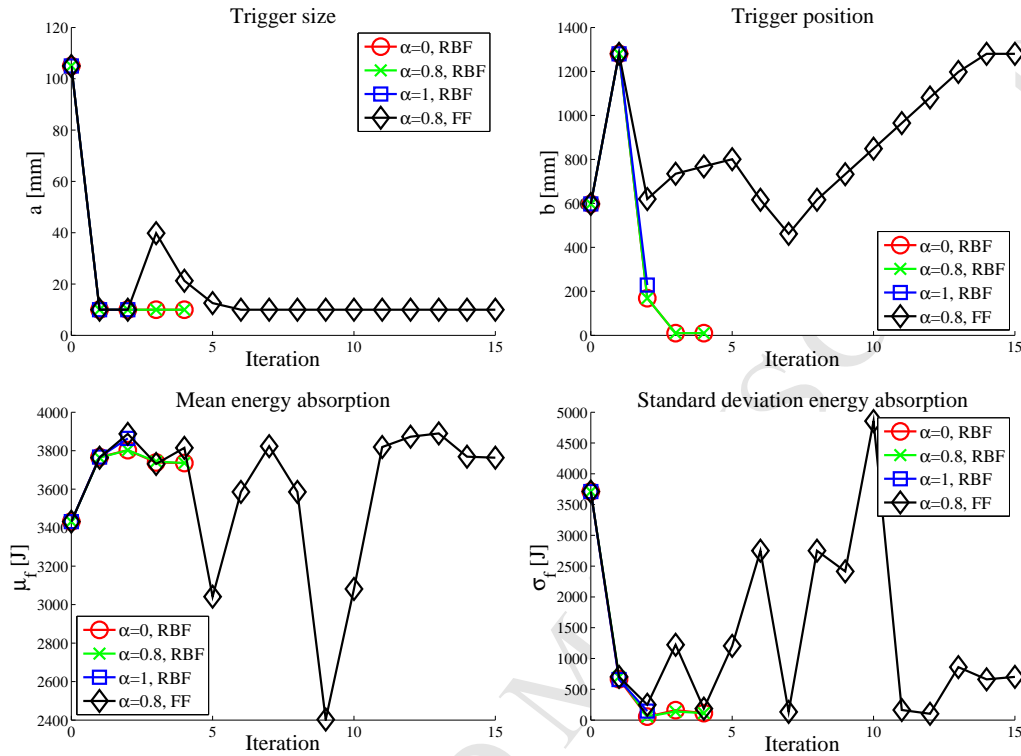 Trigger size
120
100
80
60
40
20
0
a [mm]
0
5
10
15
Iteration
α=0, RBF
α=0.8, RBF
α=1, RBF
α=0.8, FF
Trigger position
1400
1200
1000
800
600
400
200
0
b [mm]
0
5
10
15
Iteration
α=0, RBF
α=0.8, RBF
α=1, RBF
α=0.8, FF
Mean energy absorption
4000
3800
3600
3400
3200
3000
2800
2600
2400
μ_f [J]
0
5
10
15
Iteration
α=0, RBF
α=0.8, RBF
α=1, RBF
α=0.8, FF
Standard deviation energy absorption
5000
4500
4000
3500
3000
2500
2000
1500
1000
500
0
σ_f [J]
0
5
10
15
Iteration
α=0, RBF
α=0.8, RBF
α=1, RBF
α=0.8, FF